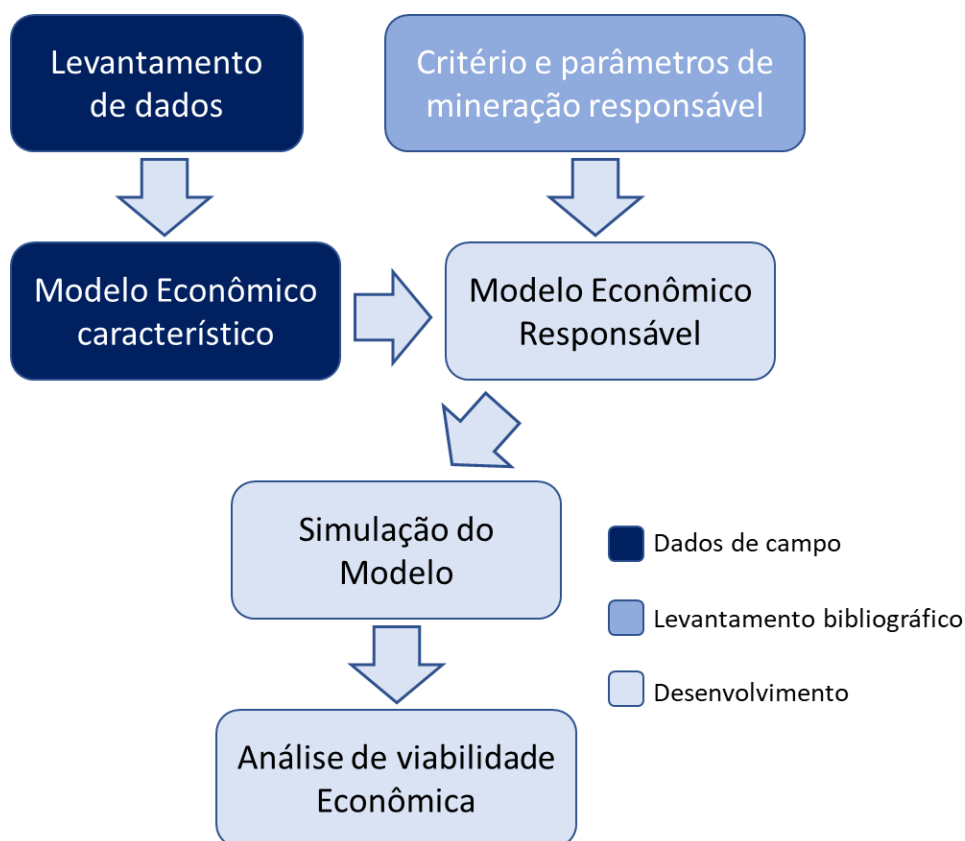 Levantamento
de dados
Critério e parâmetros de
mineração responsável
Modelo Econômico
característico
Modelo Econômico
Responsável
Simulação do
Modelo
Dados de campo
Levantamento bibliográfico
Desenvolvimento
Análise de viabilidade
Econômica